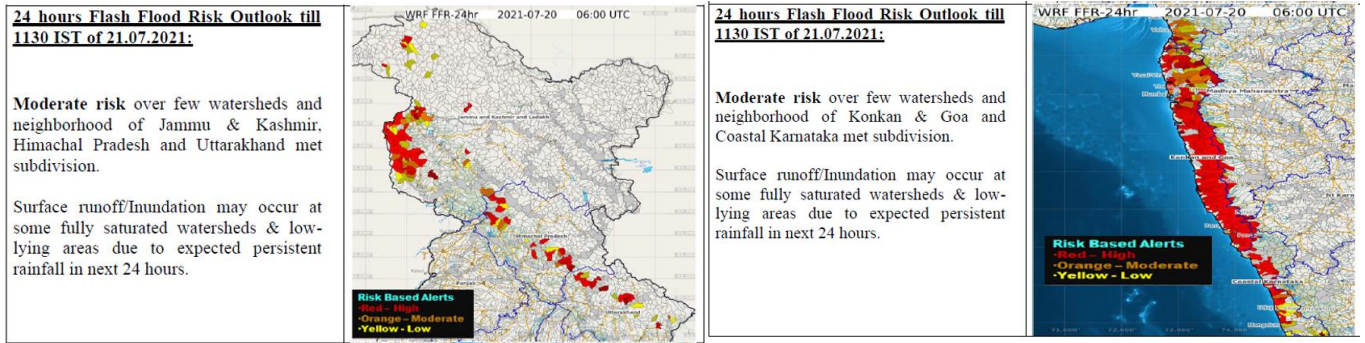 24 hours Flash Flood Risk Outlook till
1130 IST of 21.07.2021:
Moderate risk over few watersheds and
neighborhood of Jammu & Kashmir,
Himachal Pradesh and Uttarakhand met
subdivision.
Surface runoff/Inundation may occur at
some fully saturated watersheds & low-
lying areas due to expected persistent
rainfall in next 24 hours.
WRF FFR-24hr 2021-07-20 06:00 UTC
Jammu and Kashmir and Ladakh
Himachal Pradesh
Punjab
Uttarakhand
Risk Based Alerts
·Red – High
·Orange – Moderate
·Yellow - Low
24 hours Flash Flood Risk Outlook till
1130 IST of 21.07.2021:
Moderate risk over few watersheds and
neighborhood of Konkan & Goa and
Coastal Karnataka met subdivision.
Surface runoff/Inundation may occur at
some fully saturated watersheds & low-
lying areas due to expected persistent
rainfall in next 24 hours.
WRF FFR-24hr 2021-07-20 06:00 UTC
Madhya Maharashtra
Konkan and Goa
Risk Based Alerts
·Red – High
·Orange – Moderate
·Yellow - Low
Coastal Karnataka